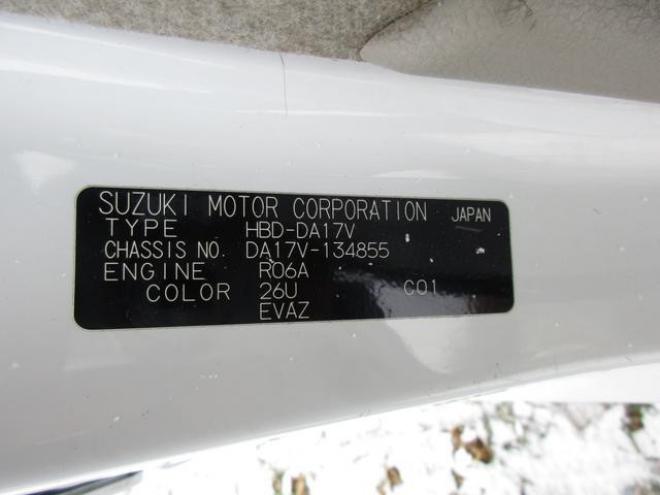 SUZUKI MOTOR CORPORATION JAPAN
TYPE HBD-DA17V
CHASSIS NO. DA17V-134855
ENGINE R06A
COLOR 26U C01
EVAZ